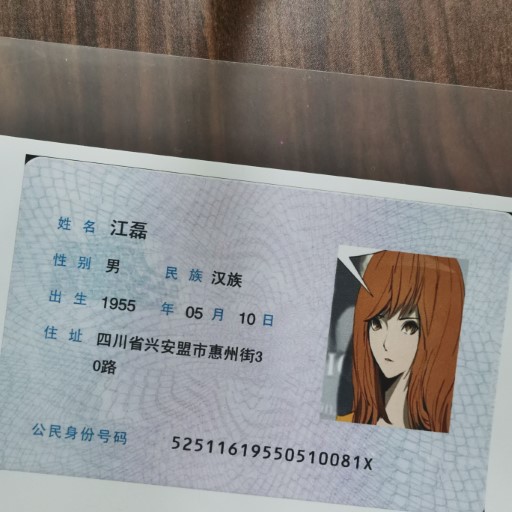 姓名 江磊
性别 男 民族 汉族
出生 1955 年 05 月 10 日
住址 四川省兴安盟市惠州街3
0路
公民身份号码 52511619550510081X